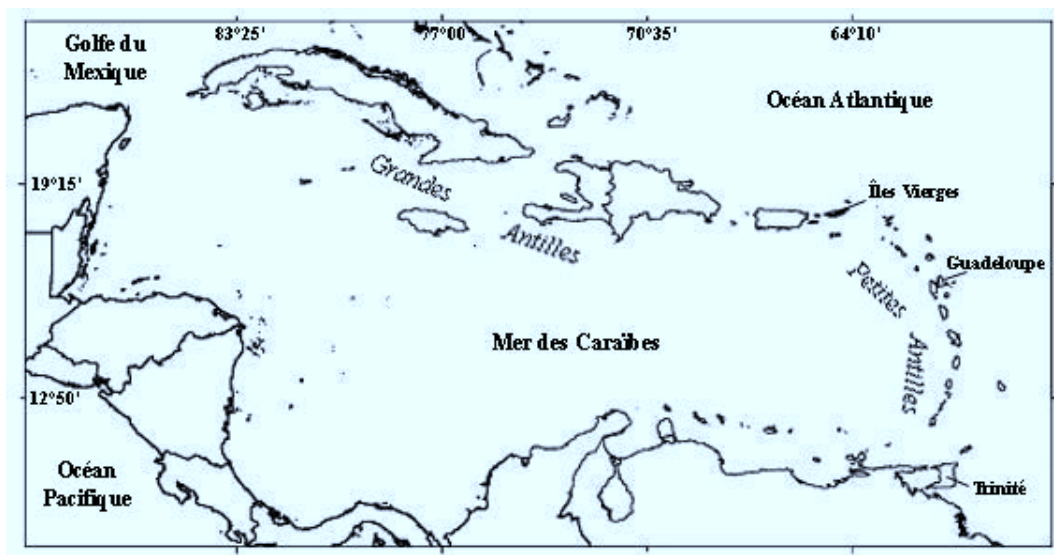 83°25'
77°00
70°35'
64°10'
Golfe du
Mexique
Océan Atlantique
19°15'
Grandes
Antilles
Îles Vierges
Guadeloupe
Petites
Antilles
Mer des Caraïbes
12°50'
Océan
Pacifique
Trinité